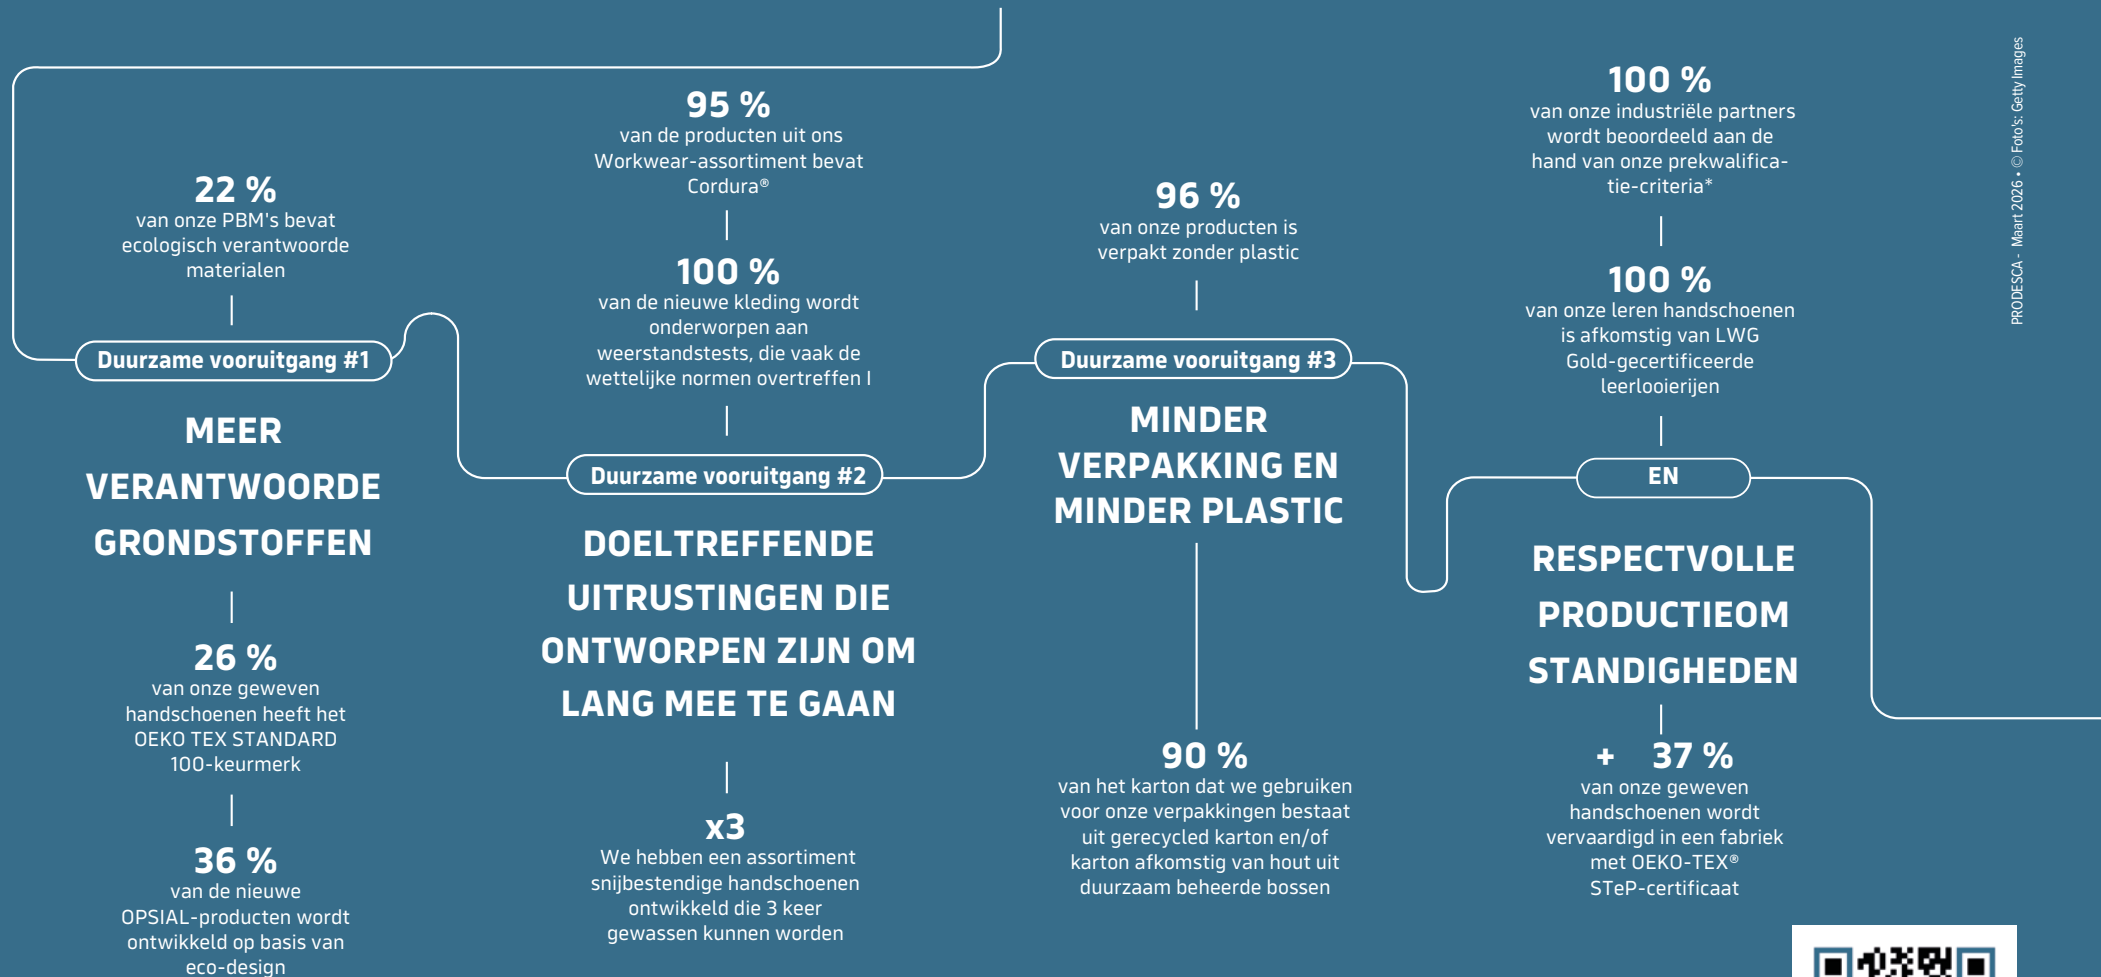 22 %
van onze PBM's bevat
ecologisch verantwoorde
materialen
Duurzame vooruitgang #1
MEER
VERANTWOORDE
GRONDSTOFFEN
26 %
van onze geweven
handschoenen heeft het
OEKO TEX STANDARD
100-keurmerk
36 %
van de nieuwe
OPSIAL-producten wordt
ontwikkeld op basis van
eco-design
95 %
van de producten uit ons
Workwear-assortiment bevat
Cordura®
100 %
van de nieuwe kleding wordt
onderworpen aan
weerstandstests, die vaak de
wettelijke normen overtreffen I
Duurzame vooruitgang #2
DOELTREFFENDE
UITRUSTINGEN DIE
ONTWORPEN ZIJN OM
LANG MEE TE GAAN
x3
We hebben een assortiment
snijbestendige handschoenen
ontwikkeld die 3 keer
gewassen kunnen worden
96 %
van onze producten is
verpakt zonder plastic
Duurzame vooruitgang #3
MINDER
VERPAKKING EN
MINDER PLASTIC
90 %
van het karton dat we gebruiken
voor onze verpakkingen bestaat
uit gerecycled karton en/of
karton afkomstig van hout uit
duurzaam beheerde bossen
100 %
van onze industriële partners
wordt beoordeeld aan de
hand van onze prekwalifica-
tie-criteria*
100 %
van onze leren handschoenen
is afkomstig van LWG
Gold-gecertificeerde
leerlooierijen
EN
RESPECTVOLLE
PRODUCTIEOM
STANDIGHEDEN
+ 37 %
van onze geweven
handschoenen wordt
vervaardigd in een fabriek
met OEKO-TEX®
STeP-certificaat
PRODESCA - Maart 2026 • © Foto's: Getty Images